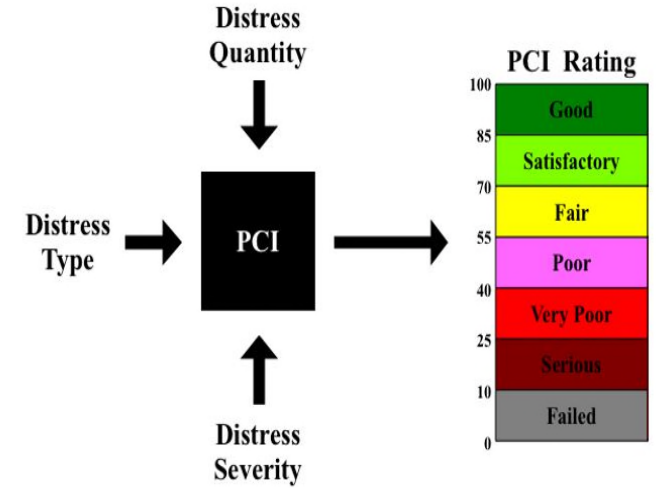 Distress
Quantity
Distress
Type
PCI
Distress
Severity
PCI Rating
100
Good
85
Satisfactory
70
Fair
55
Poor
40
Very Poor
25
Serious
10
Failed
0